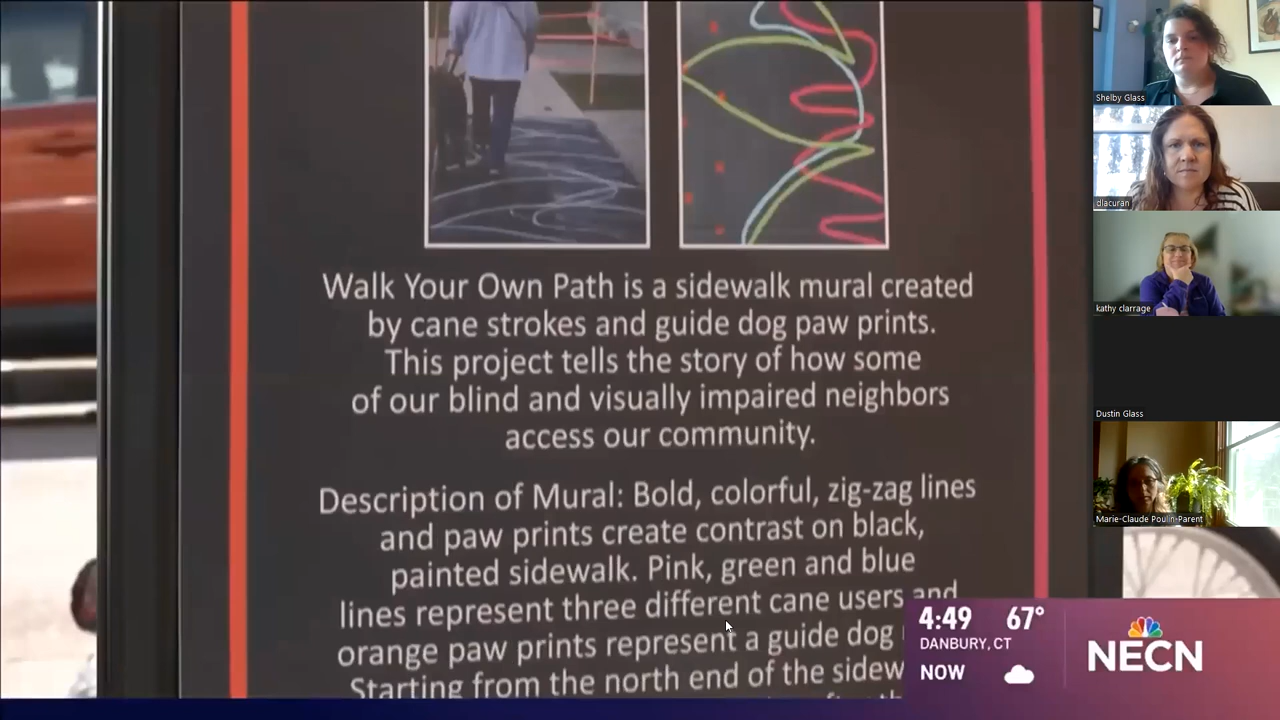 Walk Your Own Path is a sidewalk mural created
by cane strokes and guide dog paw prints.
This project tells the story of how some
of our blind and visually impaired neighbors
access our community.
Description of Mural: Bold, colorful, zig-zag lines
and paw prints create contrast on black,
painted sidewalk. Pink, green and blue
lines represent three different cane users and
orange paw prints represent a guide dog
Starting from the north end of the sidew
4:49 67°
DANBURY, CT
NOW
NECN
Shelby Glass
dlacuran
kathy clarrage
Dustin Glass
Marie-Claude Poulin-Parent